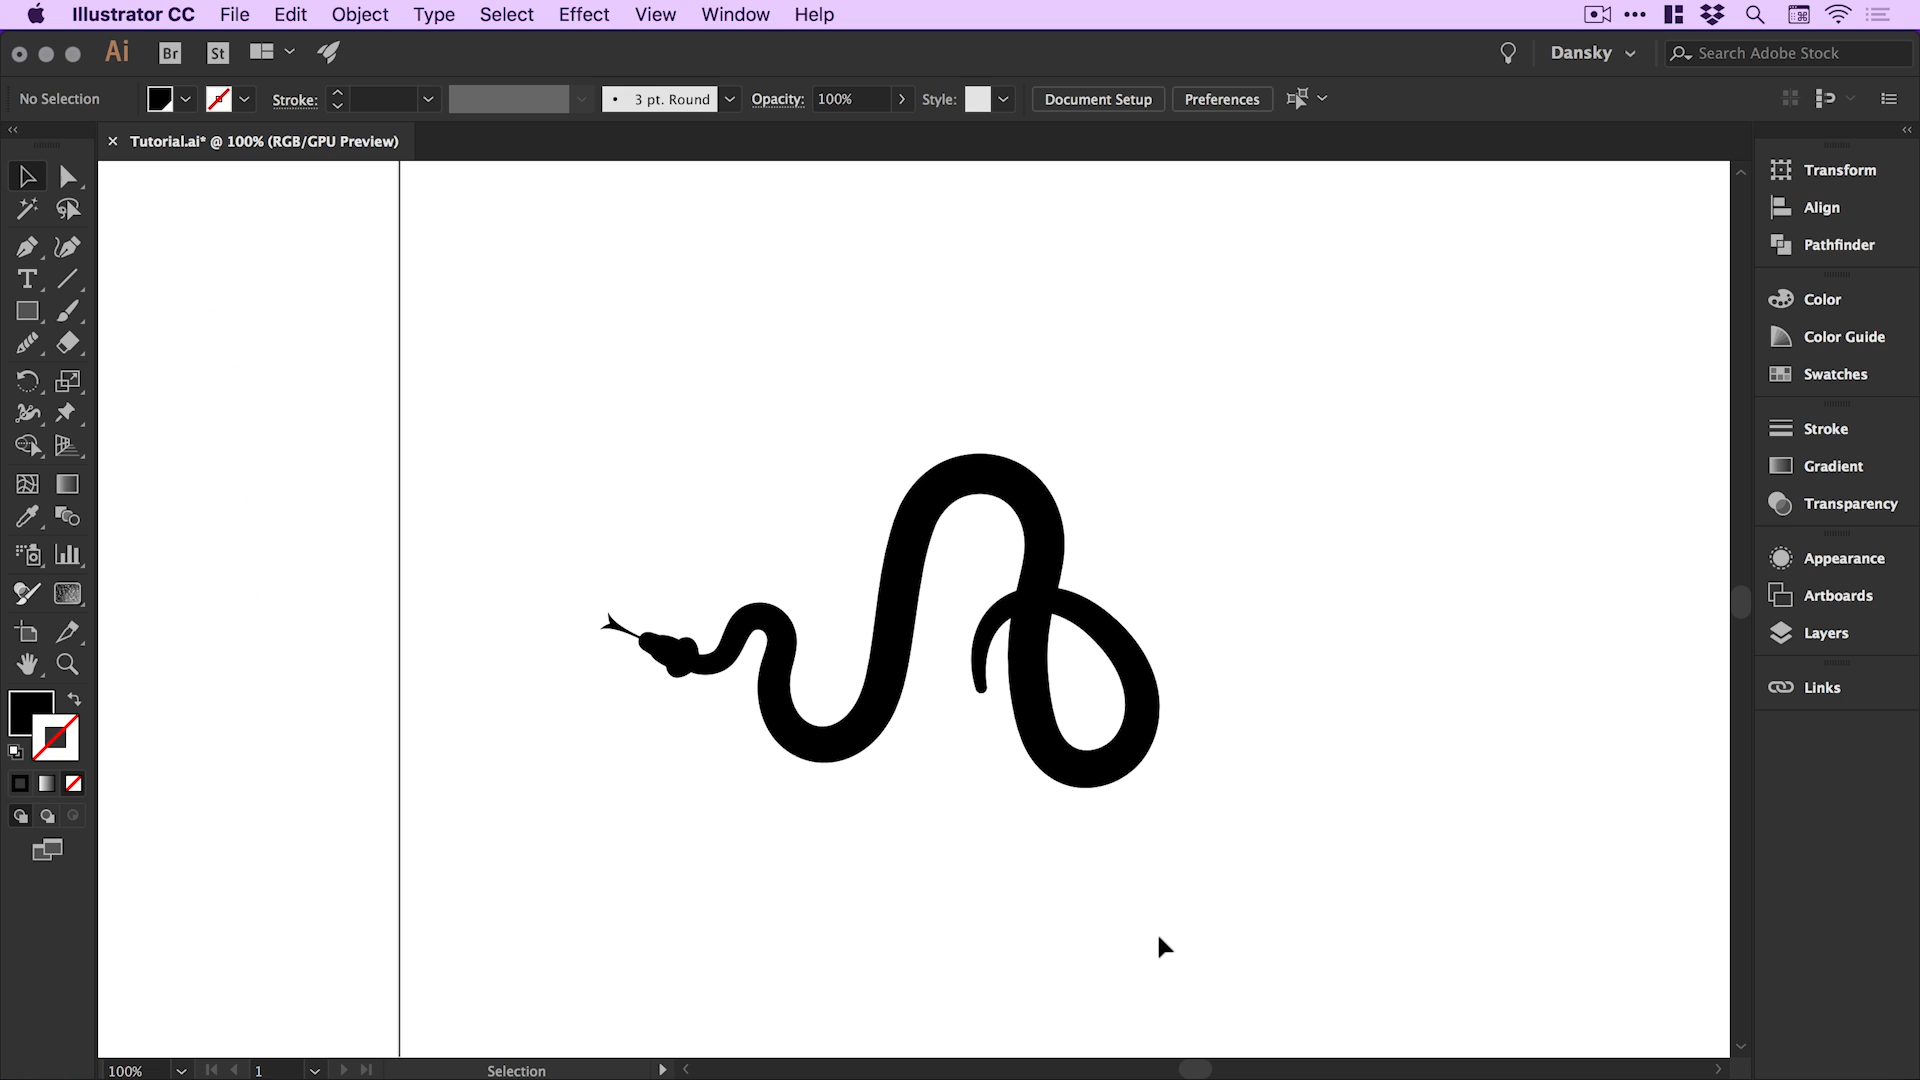 Illustrator CC File Edit Object Type Select Effect View Window Help
Ai Br St Dansky Search Adobe Stock
No Selection Stroke: 3 pt. Round Opacity: 100% Style: Document Setup Preferences
Tutorial.ai* @ 100% (RGB/GPU Preview)
Transform
Align
Pathfinder
Color
Color Guide
Swatches
Stroke
Gradient
Transparency
Appearance
Artboards
Layers
Links
100% 1 Selection